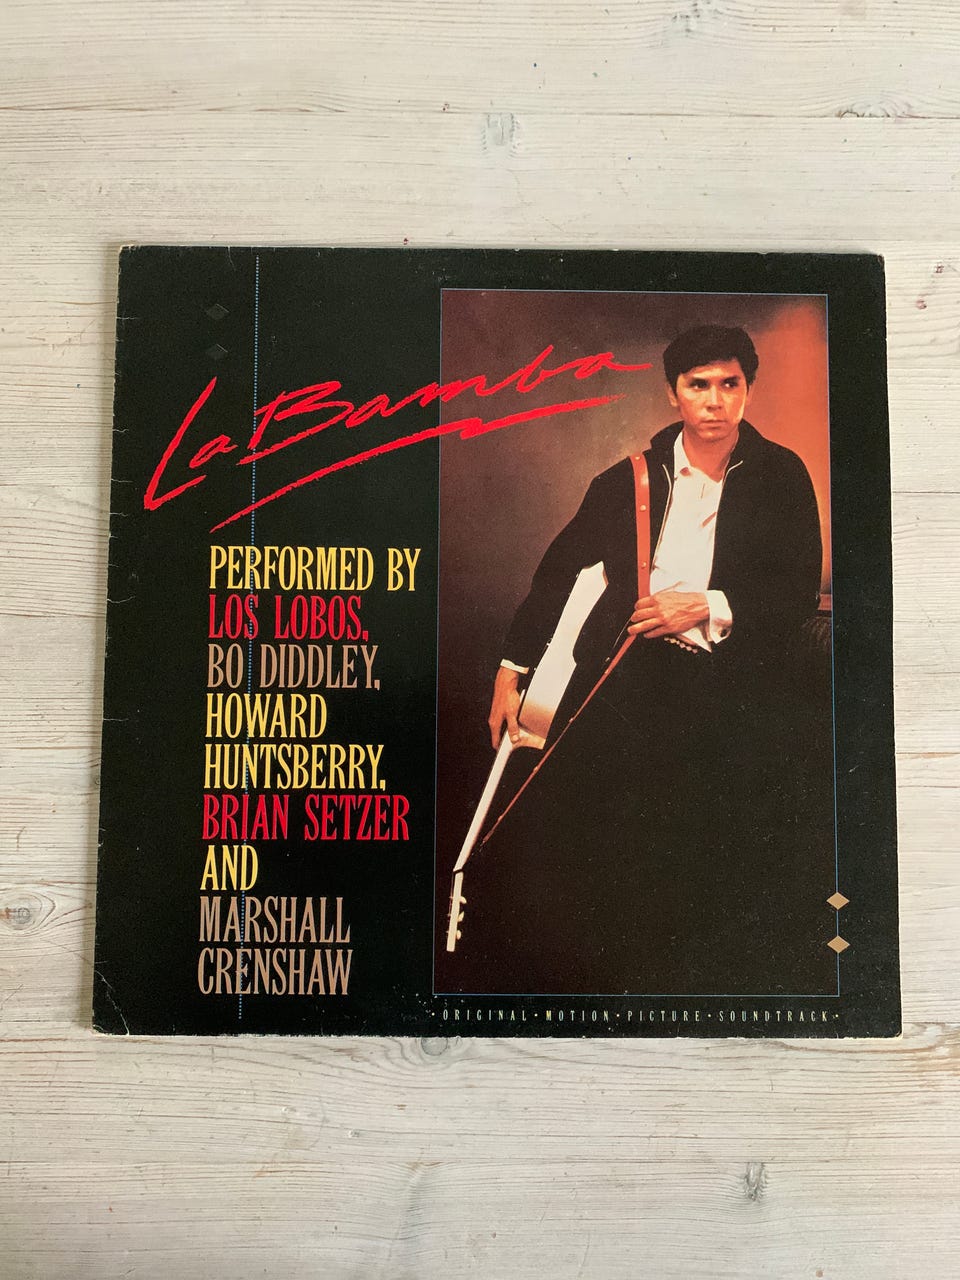 La Bamba
PERFORMED BY
LOS LOBOS,
BO DIDDLEY,
HOWARD
HUNTSBERRY,
BRIAN SETZER
AND
MARSHALL
CRENSHAW
·ORIGINAL·MOTION·PICTURE·SOUNDTRACK·